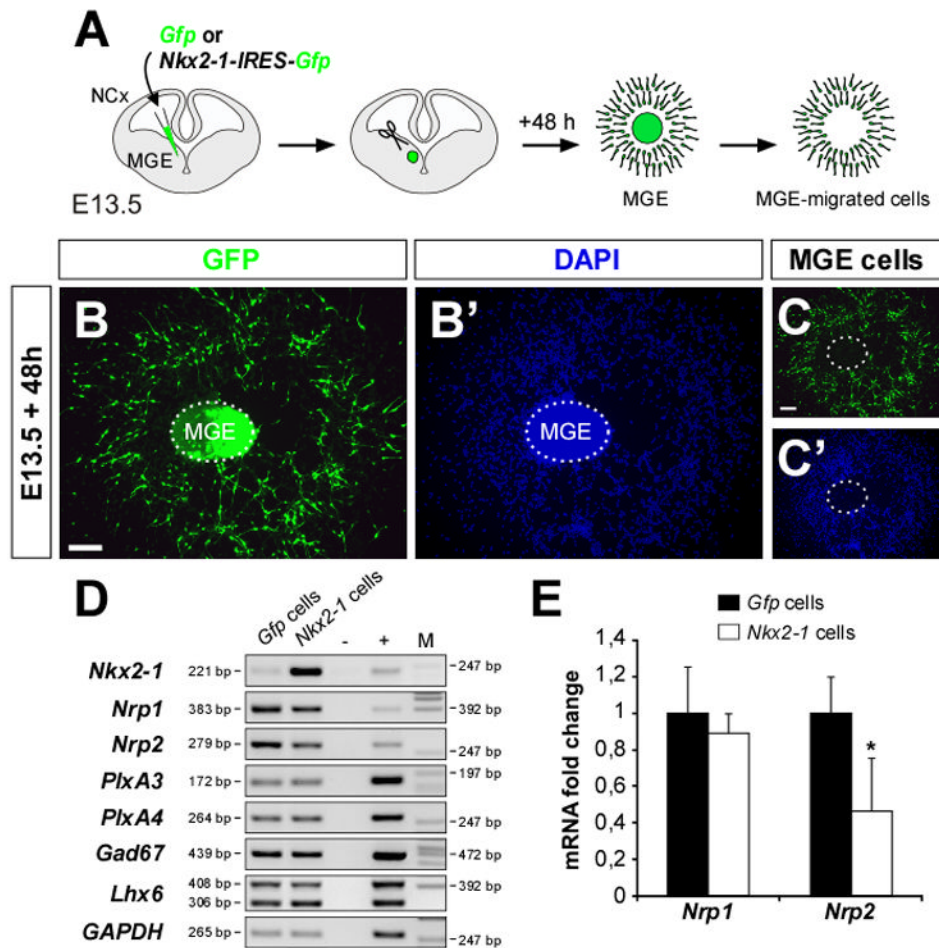 A
Gfp or
Nkx2-1-IRES-Gfp
NCx
MGE
E13.5
+48 h
MGE
MGE-migrated cells
GFP
DAPI
MGE cells
E13.5 + 48h
B
MGE
B'
MGE
C
C'
D
Gfp cells
Nkx2-1 cells
-
+
M
Nkx2-1 221 bp 247 bp
Nrp1 383 bp 392 bp
Nrp2 279 bp 247 bp
PlxA3 172 bp 197 bp
PlxA4 264 bp 247 bp
Gad67 439 bp 472 bp
Lhx6 408 bp 392 bp
306 bp
GAPDH 265 bp 247 bp
E
Gfp cells
Nkx2-1 cells
mRNA fold change
1,4
1,2
1
0,8
0,6
0,4
0,2
0
*
Nrp1
Nrp2